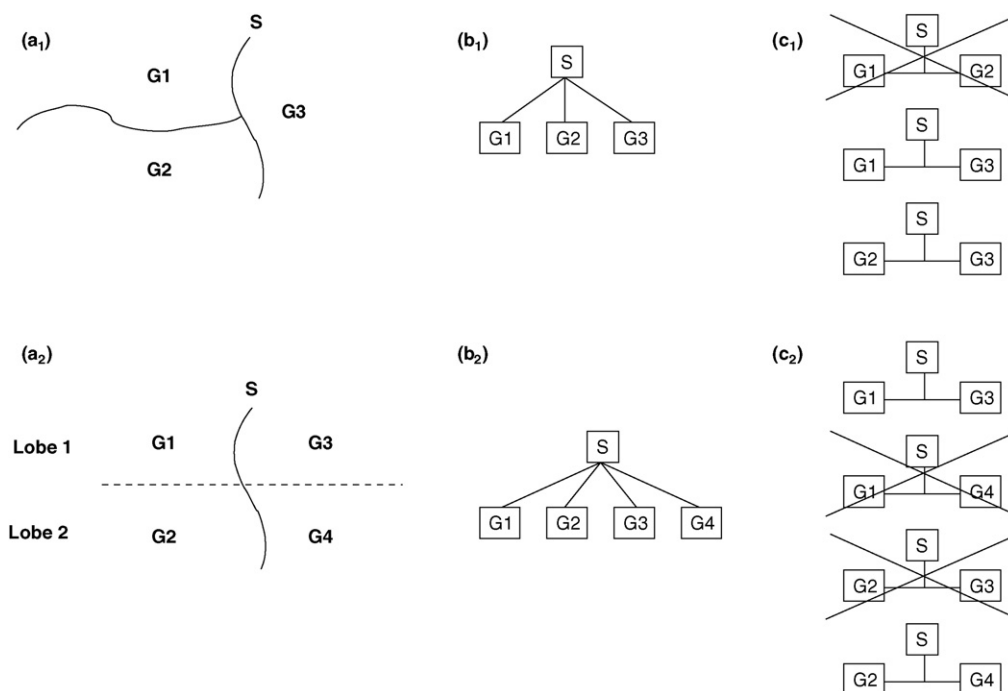 (a1)
S
G1
G3
G2
(b1)
S
G1 G2 G3
(c1)
S
G1 G2
S
G1 G3
S
G2 G3
(a2)
S
Lobe 1 G1 G3
Lobe 2 G2 G4
(b2)
S
G1 G2 G3 G4
(c2)
S
G1 G3
S
G1 G4
S
G2 G3
S
G2 G4